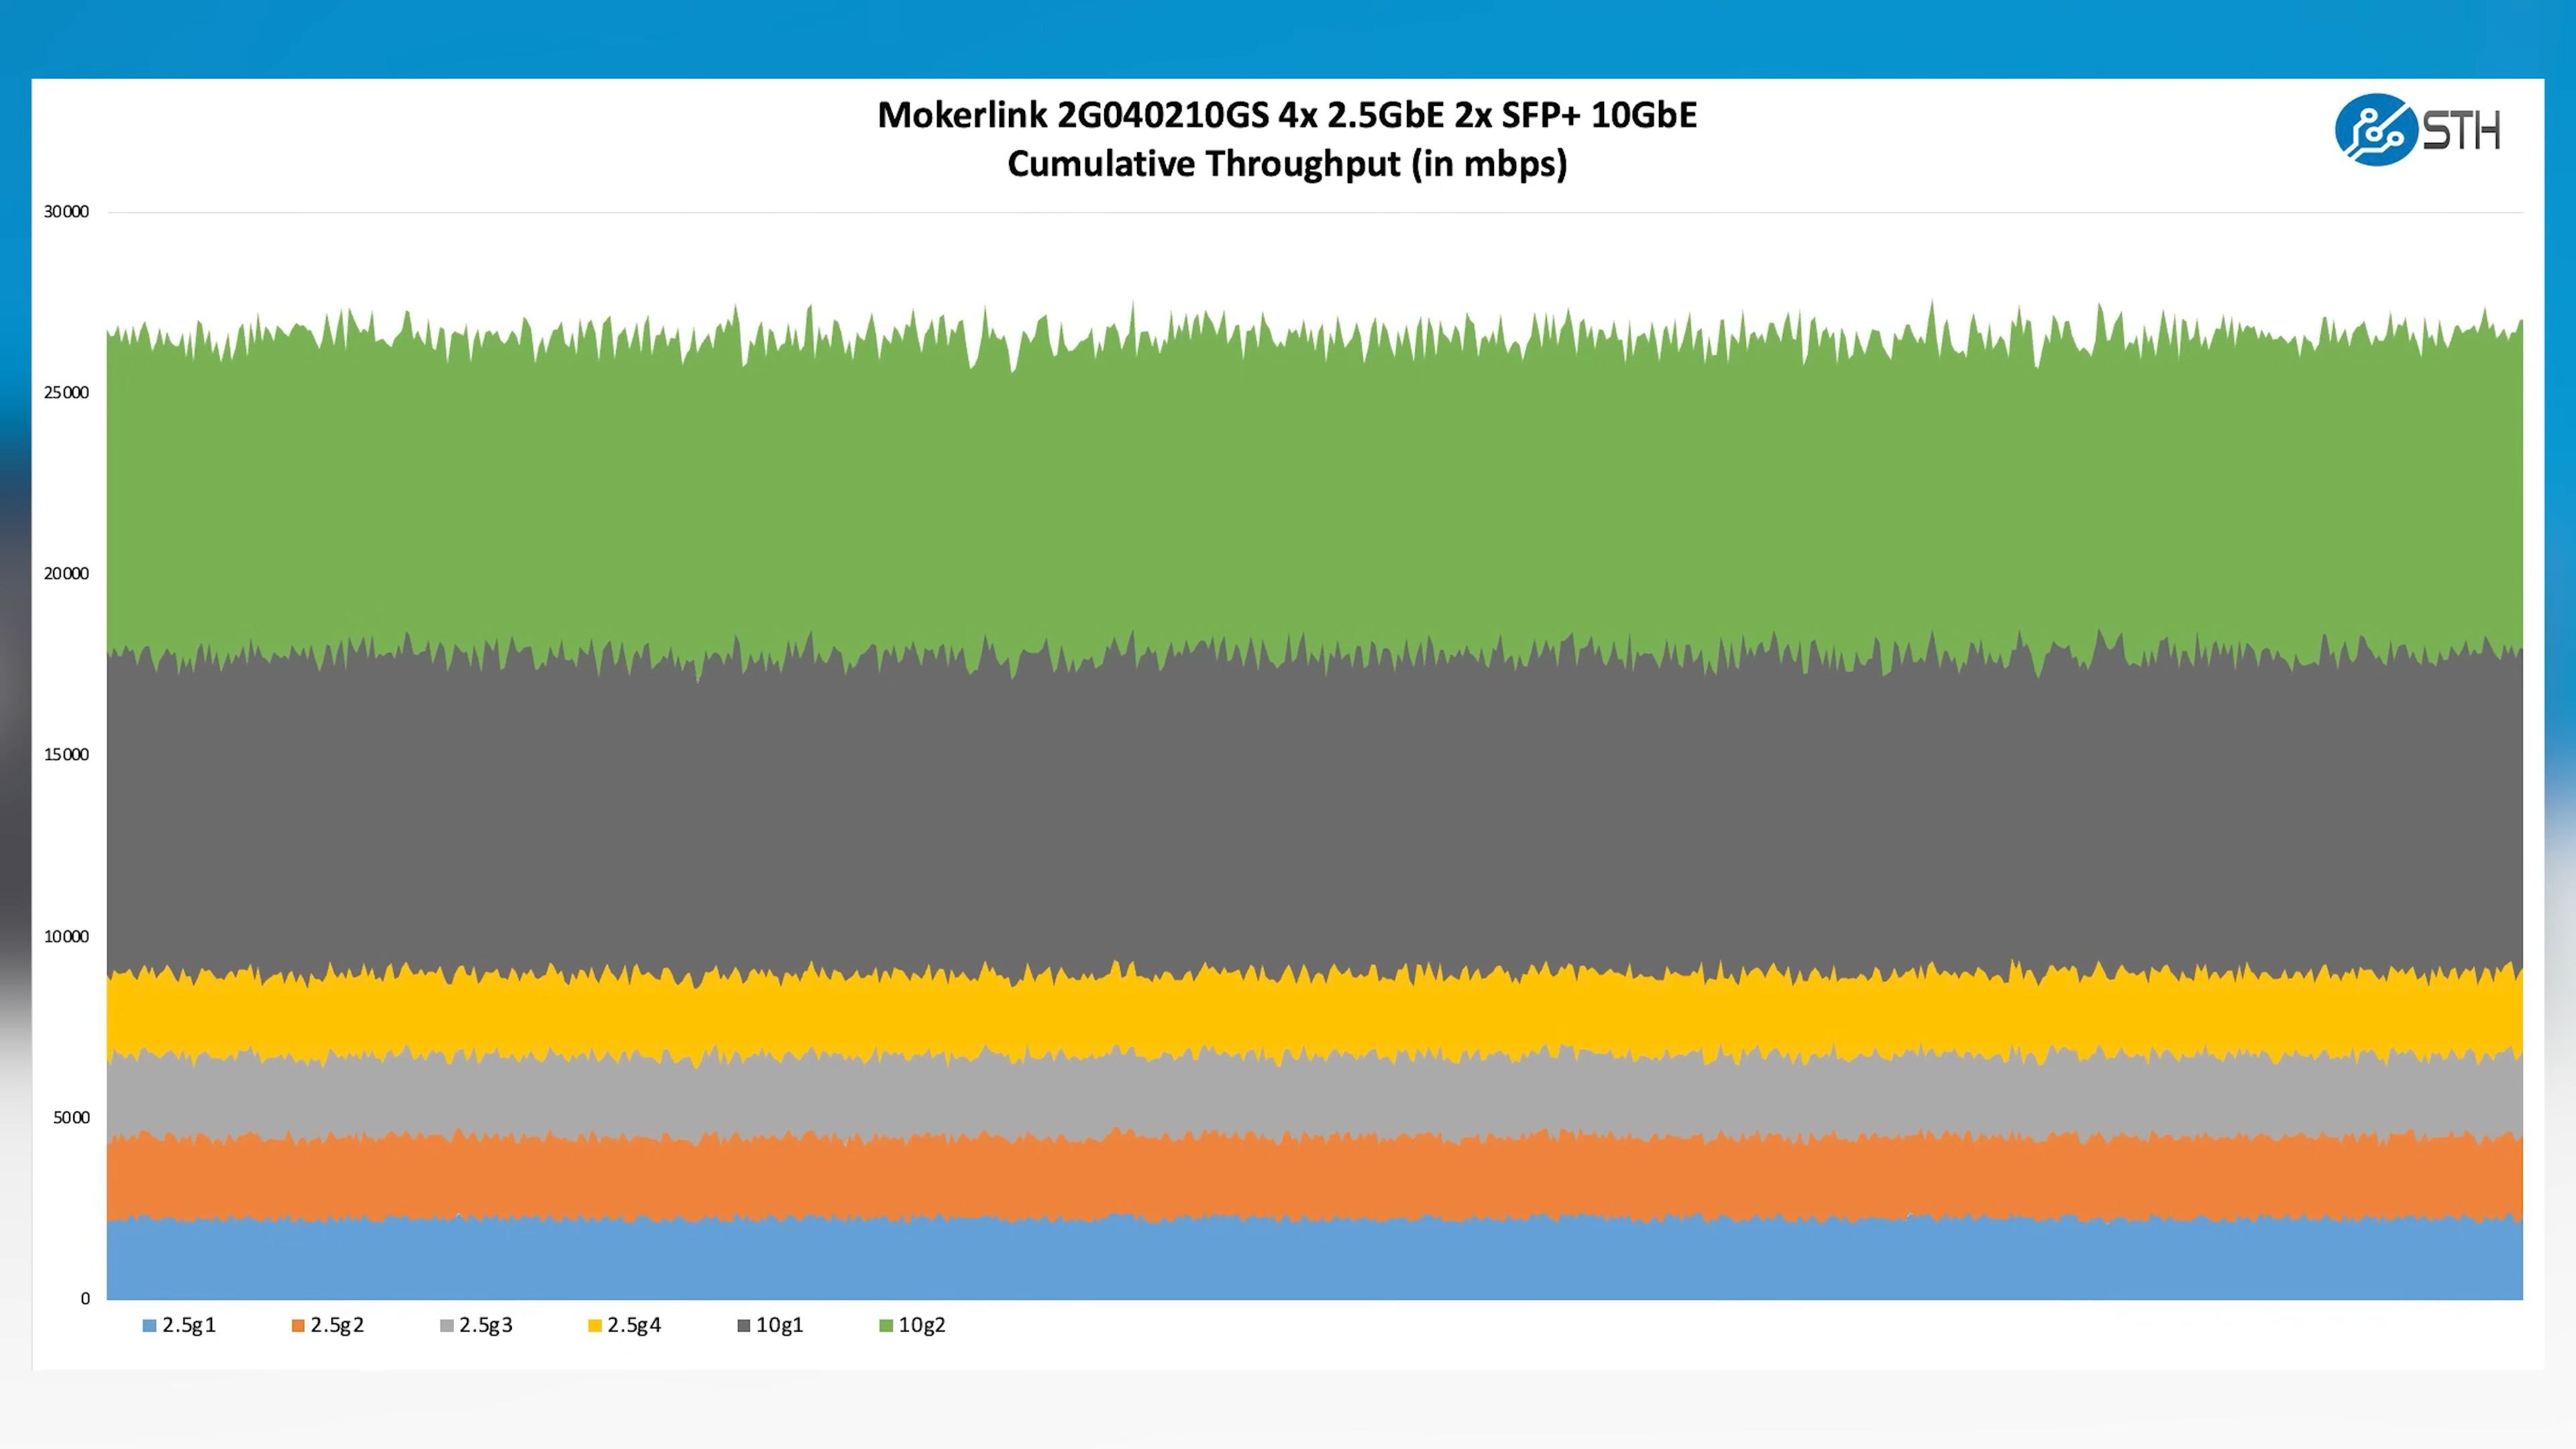 Mokerlink 2G040210GS 4x 2.5GbE 2x SFP+ 10GbE
Cumulative Throughput (in mbps)
STH
30000
25000
20000
15000
10000
5000
0
2.5g1 2.5g2 2.5g3 2.5g4 10g1 10g2